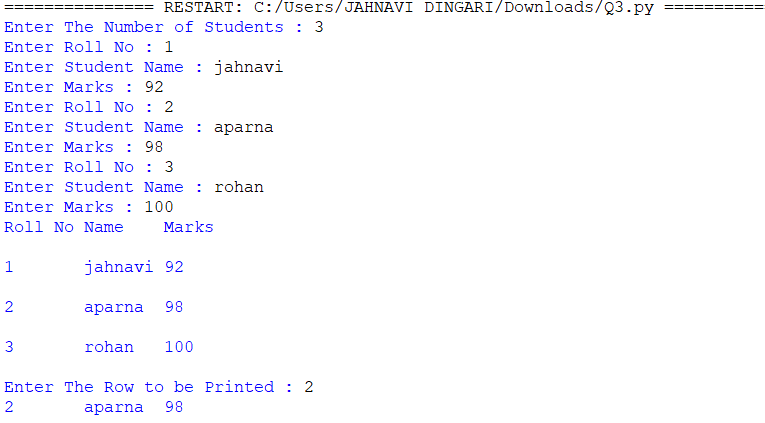 =============== RESTART: C:/Users/JAHNAVI DINGARI/Downloads/Q3.py ==========
Enter The Number of Students : 3
Enter Roll No : 1
Enter Student Name : jahnavi
Enter Marks : 92
Enter Roll No : 2
Enter Student Name : aparna
Enter Marks : 98
Enter Roll No : 3
Enter Student Name : rohan
Enter Marks : 100
Roll No Name    Marks
1       jahnavi 92
2       aparna  98
3       rohan   100
Enter The Row to be Printed : 2
2       aparna  98